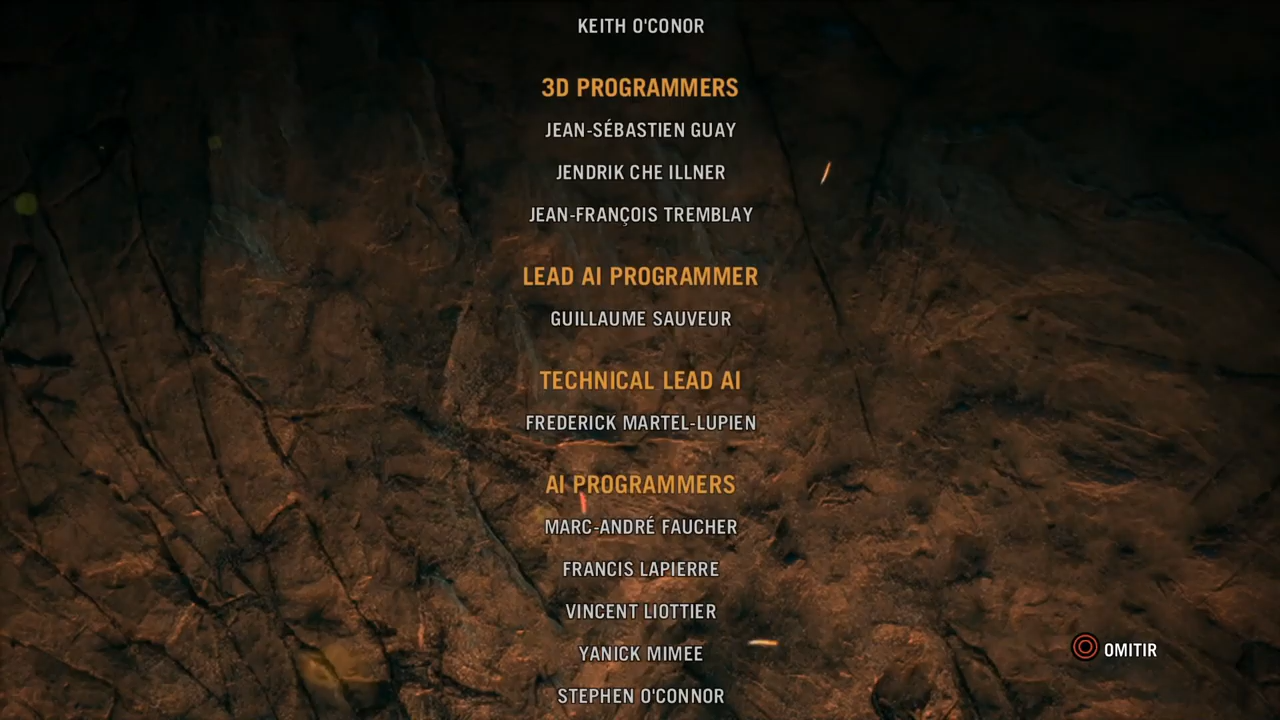 KEITH O'CONOR
3D PROGRAMMERS
JEAN-SÉBASTIEN GUAY
JENDRIK CHE ILLNER
JEAN-FRANÇOIS TREMBLAY
LEAD AI PROGRAMMER
GUILLAUME SAUVEUR
TECHNICAL LEAD AI
FREDERICK MARTEL-LUPIEN
AI PROGRAMMERS
MARC-ANDRÉ FAUCHER
FRANCIS LAPIERRE
VINCENT LIOTTIER
YANICK MIMEE
OMITIR
STEPHEN O'CONNOR